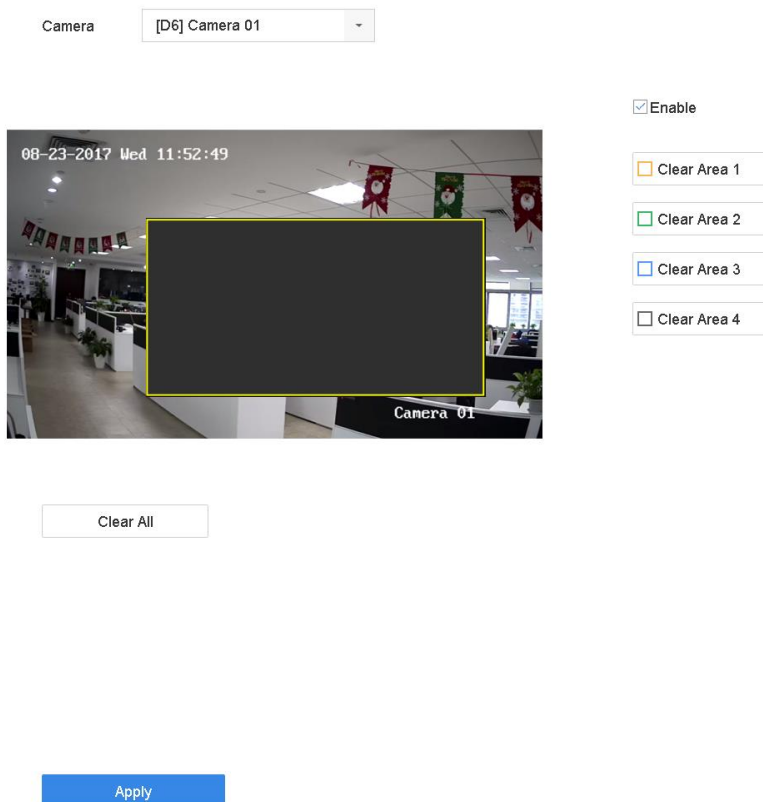 Camera [D6] Camera 01
Enable
08-23-2017 Wed 11:52:49
Clear Area 1
Clear Area 2
Clear Area 3
Clear Area 4
Camera 01
Clear All
Apply